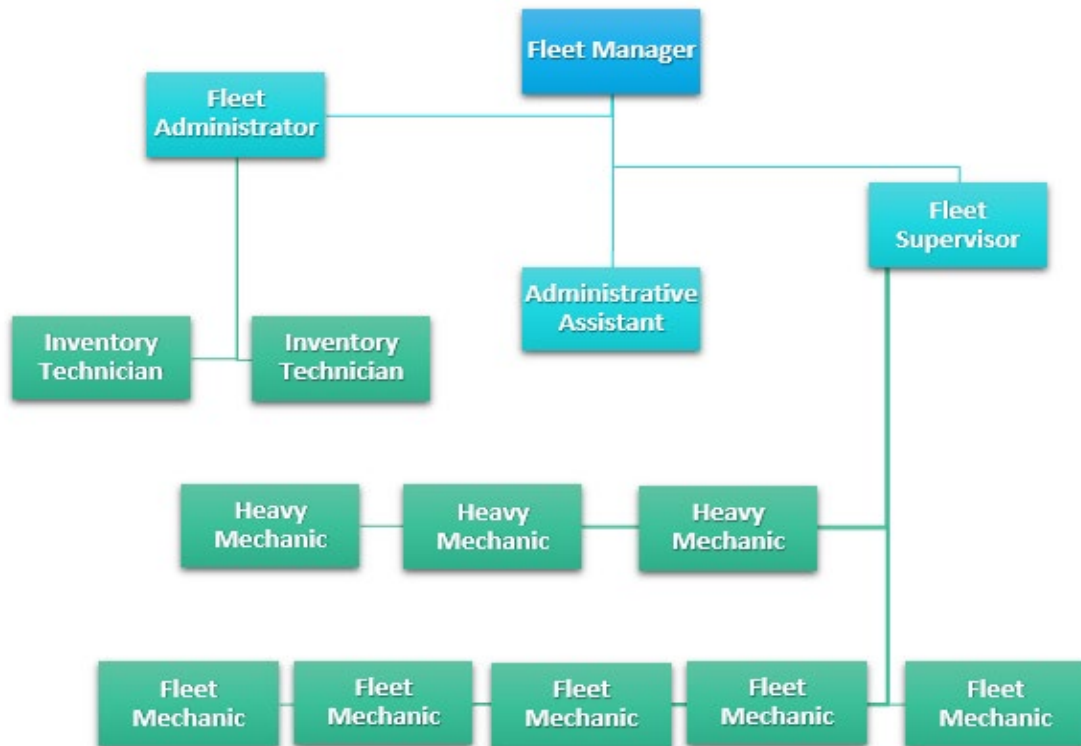 Fleet Manager
Fleet
Administrator
Fleet
Supervisor
Administrative
Assistant
Inventory
Technician
Inventory
Technician
Heavy
Mechanic
Heavy
Mechanic
Heavy
Mechanic
Fleet
Mechanic
Fleet
Mechanic
Fleet
Mechanic
Fleet
Mechanic
Fleet
Mechanic